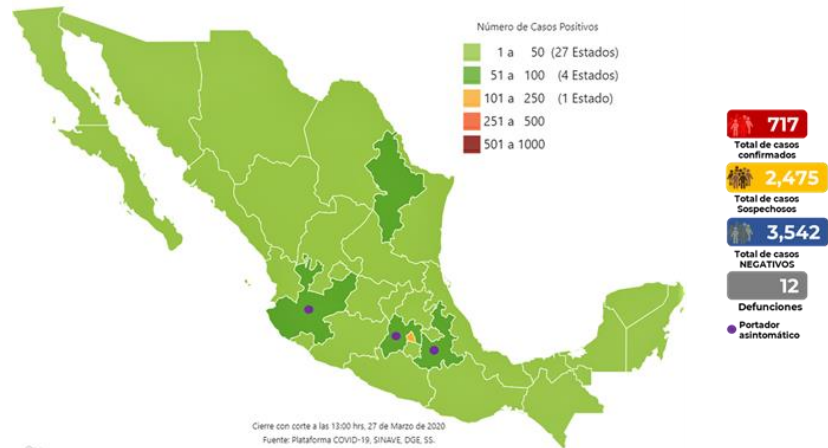 Número de Casos Positivos
1 a 50 (27 Estados)
51 a 100 (4 Estados)
101 a 250 (1 Estado)
251 a 500
501 a 1000
717
Total de casos
confirmados
2,475
Total de casos
Sospechosos
3,542
Total de casos
NEGATIVOS
12
Defunciones
Portador
asintomático
Cierre con corte a las 13:00 hrs, 27 de Marzo de 2020
Fuente: Plataforma COVID-19, SINAVE, DGE, SS.